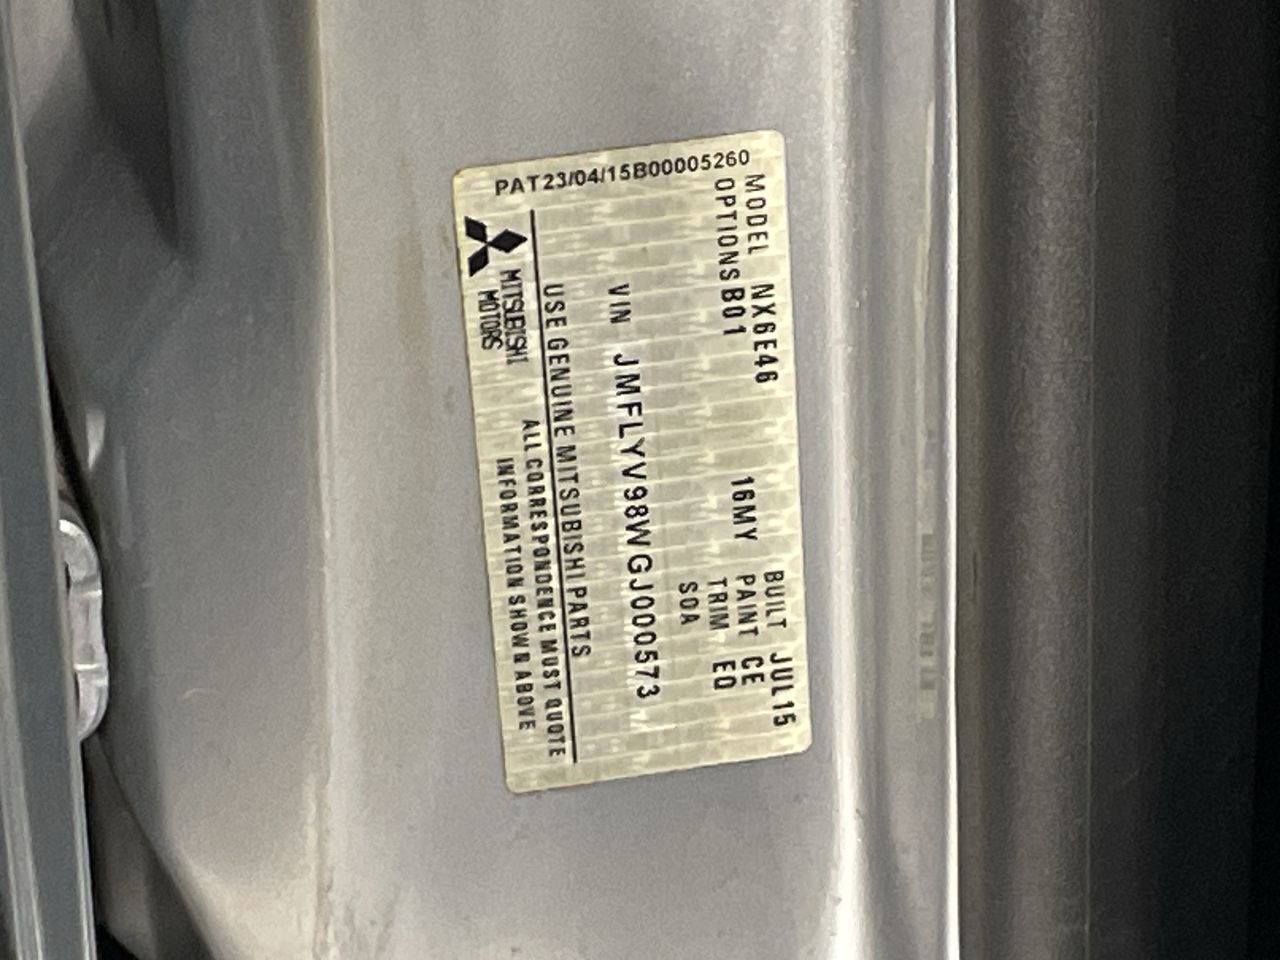 MODEL NX6E46 BUILT JUL15
OPTIONS B01 16MY PAINT CE
TRIM ED
SOA
VIN JMFLYV98WGJ000573
USE GENUINE MITSUBISHI PARTS
MITSUBISHI
MOTORS
ALL CORRESPONDENCE MUST QUOTE
INFORMATION SHOWN ABOVE
PAT23/04/15B00005260